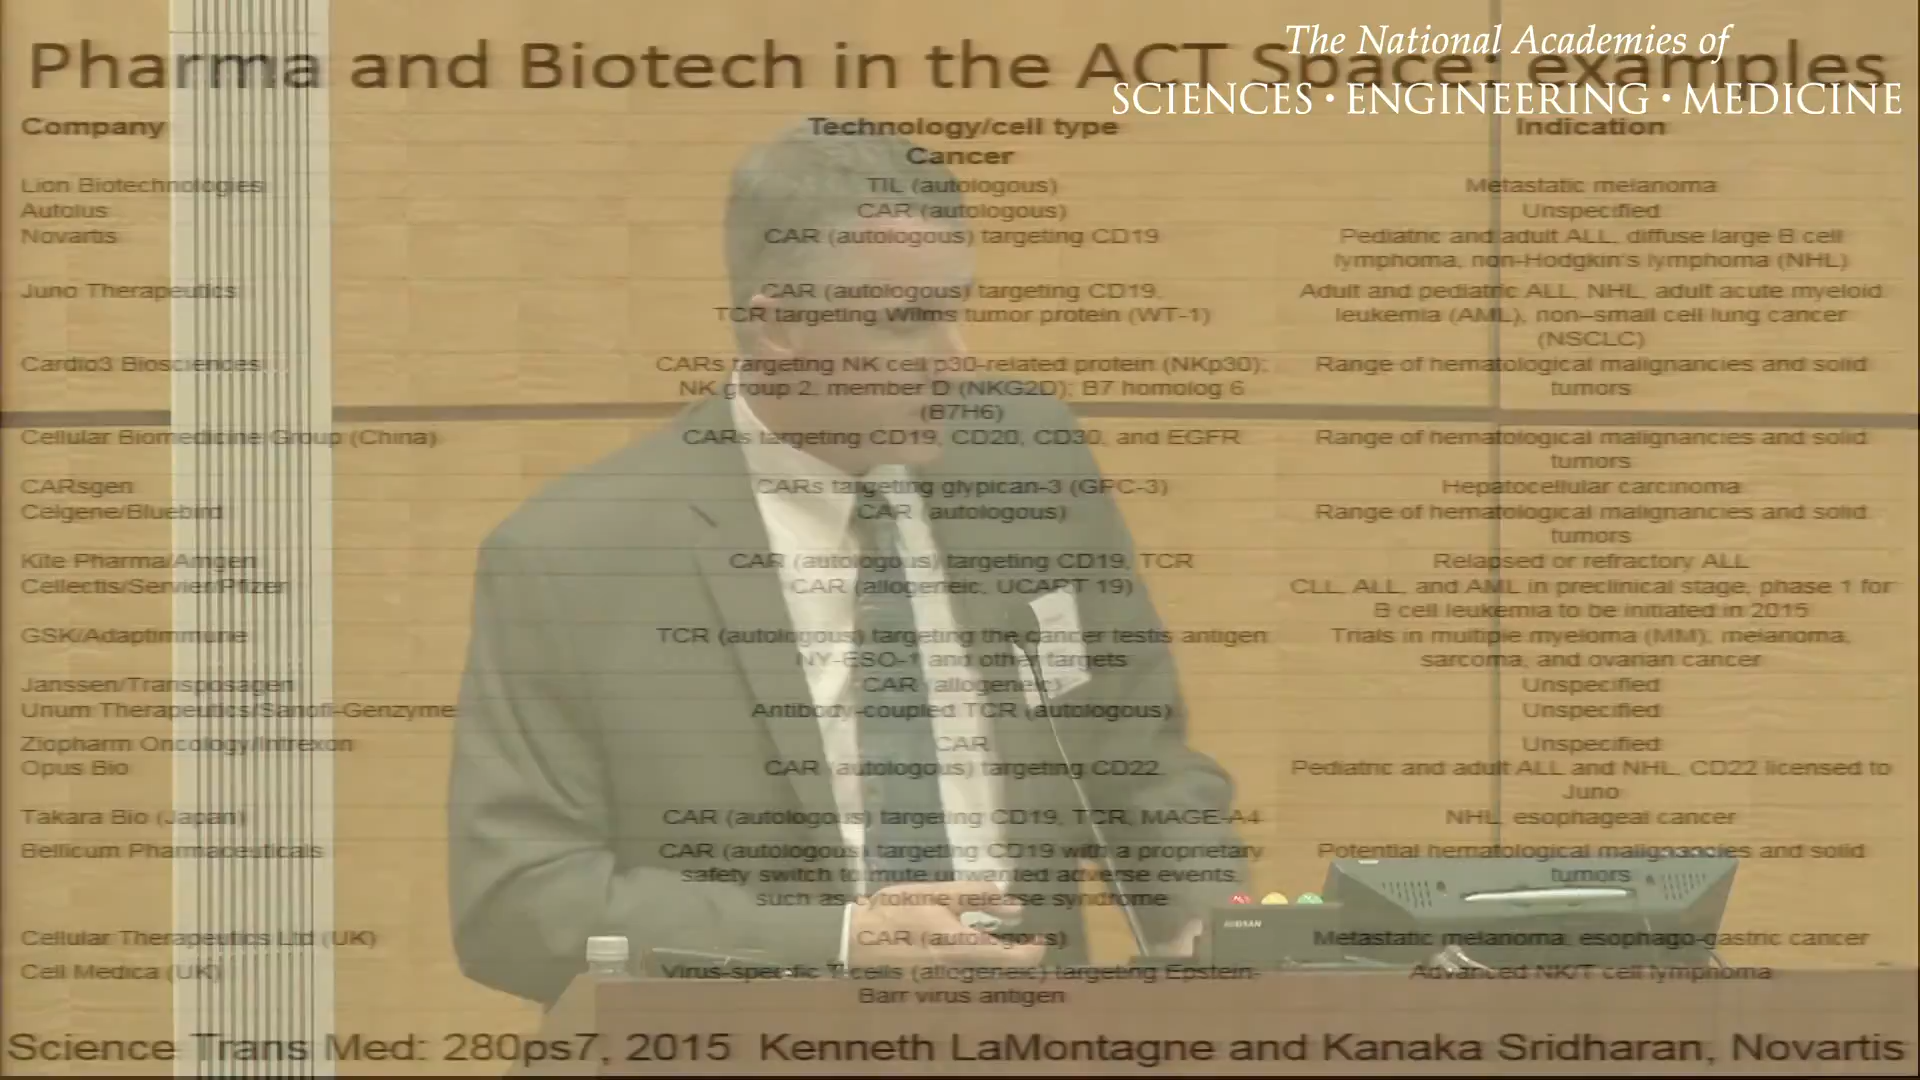 The National Academies of
SCIENCES • ENGINEERING • MEDICINE
Pharma and Biotech in the ACT Space: examples
Company Technology/cell type Indication
Cancer
Lion Biotechnologies TIL (autologous) Metastatic melanoma
Autolus CAR (autologous) Unspecified
Novartis CAR (autologous) targeting CD19 Pediatric and adult ALL, diffuse large B cell
lymphoma, non-Hodgkin's lymphoma (NHL)
Juno Therapeutics CAR (autologous) targeting CD19, Adult and pediatric ALL, NHL, adult acute myeloid
TCR targeting Wilms tumor protein (WT-1) leukemia (AML), non–small cell lung cancer
(NSCLC)
Cardio3 Biosciences CARs targeting NK cell p30-related protein (NKp30); Range of hematological malignancies and solid
NK group 2, member D (NKG2D); B7 homolog 6 tumors
(B7H6)
Cellular Biomedicine Group (China) CARs targeting CD19, CD20, CD30, and EGFR Range of hematological malignancies and solid
tumors
CARsgen CARs targeting glypican-3 (GPC-3) Hepatocellular carcinoma
Celgene/Bluebird CAR (autologous) Range of hematological malignancies and solid
tumors
Kite Pharma/Amgen CAR (autologous) targeting CD19, TCR Relapsed or refractory ALL
Cellectis/Servier/Pfizer CAR (allogeneic, UCART 19) CLL, ALL, and AML in preclinical stage, phase 1 for
B cell leukemia to be initiated in 2015
GSK/Adaptimmune TCR (autologous) targeting the cancer testis antigen Trials in multiple myeloma (MM), melanoma,
NY-ESO-1 and other targets sarcoma, and ovarian cancer
Janssen/Transposagen CAR (allogeneic) Unspecified
Unum Therapeutics/Sanofi-Genzyme Antibody-coupled TCR (autologous) Unspecified
Ziopharm Oncology/Intrexon CAR Unspecified
Opus Bio CAR (autologous) targeting CD22 Pediatric and adult ALL and NHL, CD22 licensed to
Juno
Takara Bio (Japan) CAR (autologous) targeting CD19, TCR, MAGE-A4 NHL, esophageal cancer
Bellicum Pharmaceuticals CAR (autologous) targeting CD19 with a proprietary Potential hematological malignancies and solid
safety switch to mute unwanted adverse events, tumors
such as cytokine release syndrome
Cellular Therapeutics Ltd (UK) CAR (autologous) Metastatic melanoma, esophago-gastric cancer
Cell Medica (UK) Virus-specific T cells (allogeneic) targeting Epstein- Advanced NK/T cell lymphoma
Barr virus antigen
Science Trans Med: 280ps7, 2015 Kenneth LaMontagne and Kanaka Sridharan, Novartis